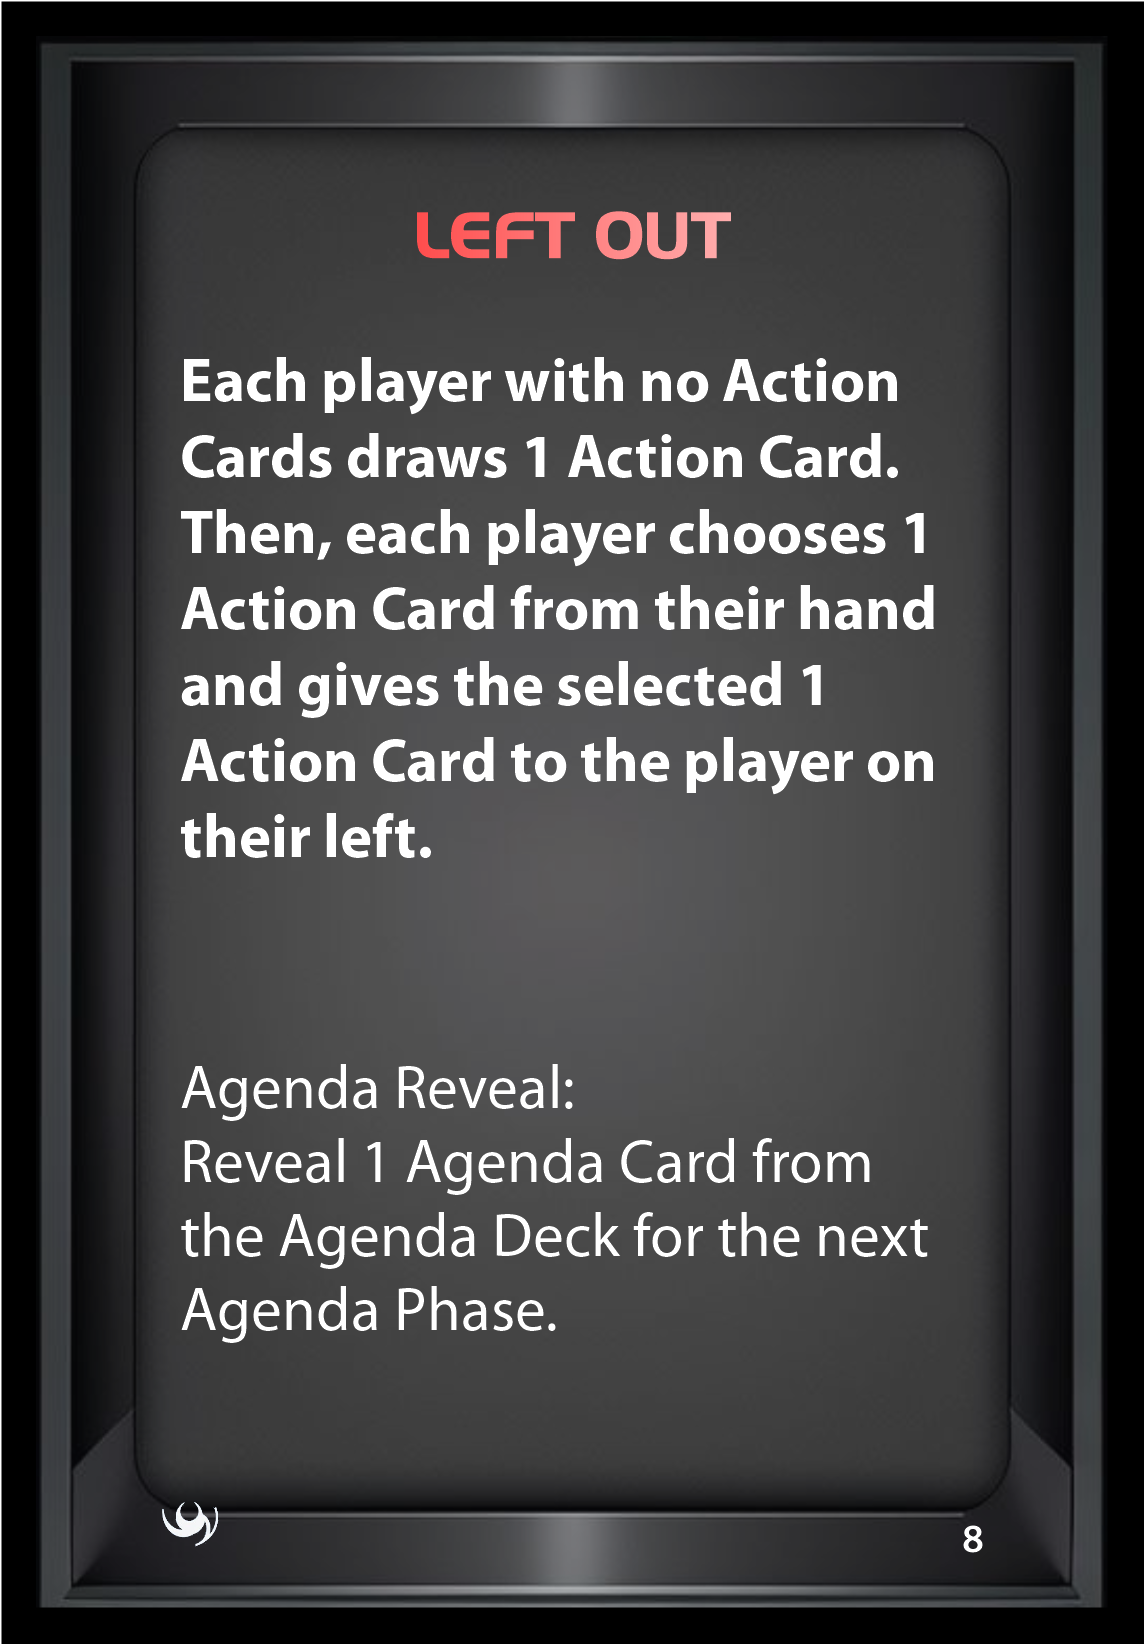 LEFT OUT
Each player with no Action
Cards draws 1 Action Card.
Then, each player chooses 1
Action Card from their hand
and gives the selected 1
Action Card to the player on
their left.
Agenda Reveal:
Reveal 1 Agenda Card from
the Agenda Deck for the next
Agenda Phase.
8